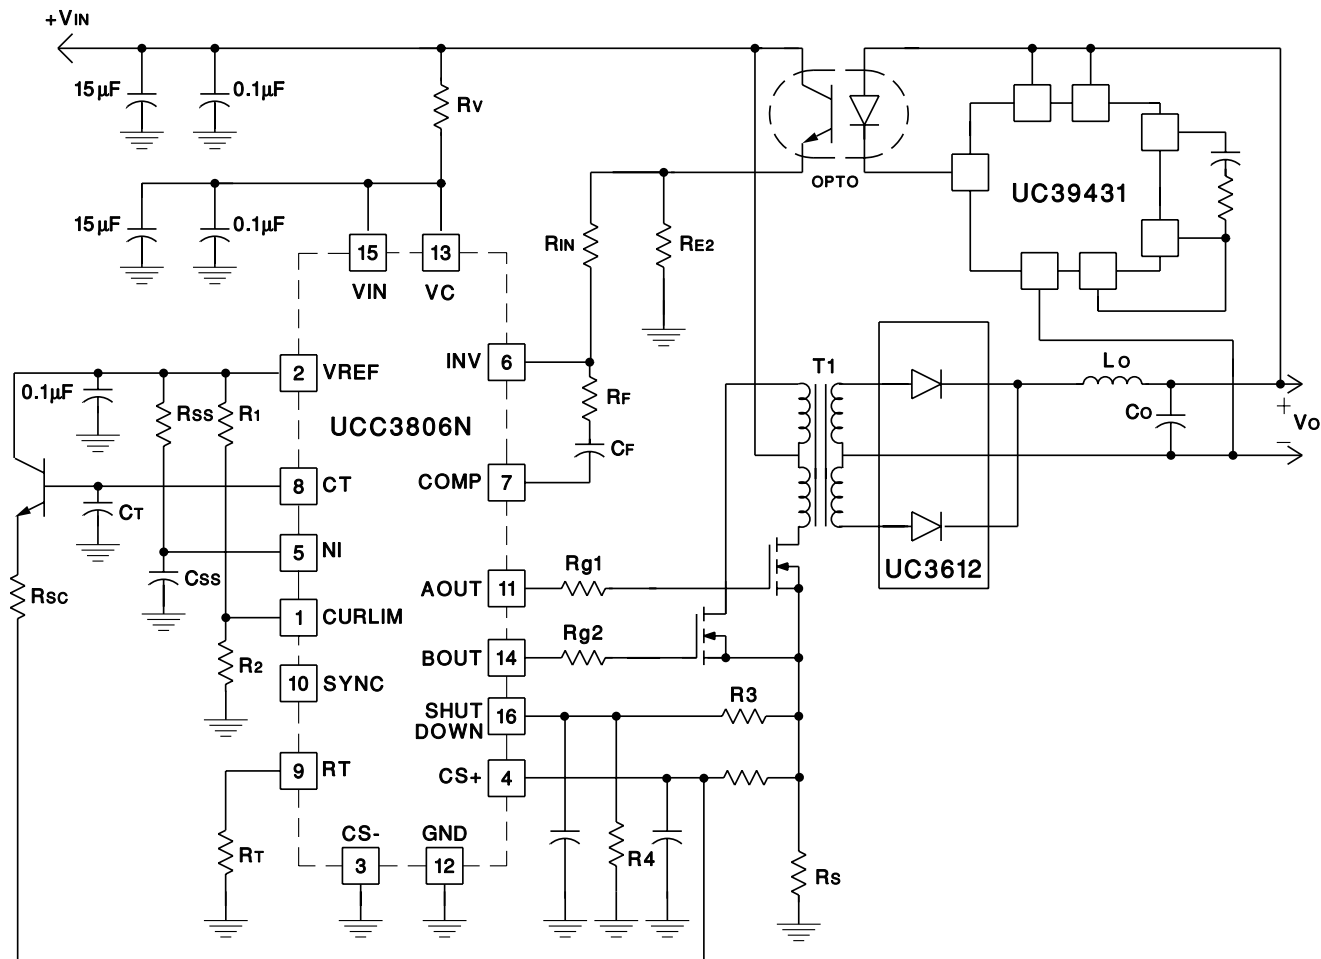 +VIN
15µF
0.1µF
RV
OPTO
UC39431
15µF
0.1µF
RIN
RE2
15
13
VIN
VC
INV
6
2
VREF
T1
LO
0.1µF
RSS
R1
RF
CO
+
VO
–
UCC3806N
CF
8
CT
COMP
7
CT
5
NI
CSS
Rg1
UC3612
RSC
AOUT
11
1
CURLIM
Rg2
R2
BOUT
14
10
SYNC
R3
SHUT
DOWN
16
9
RT
CS+
4
CS-
GND
RT
R4
3
12
RS